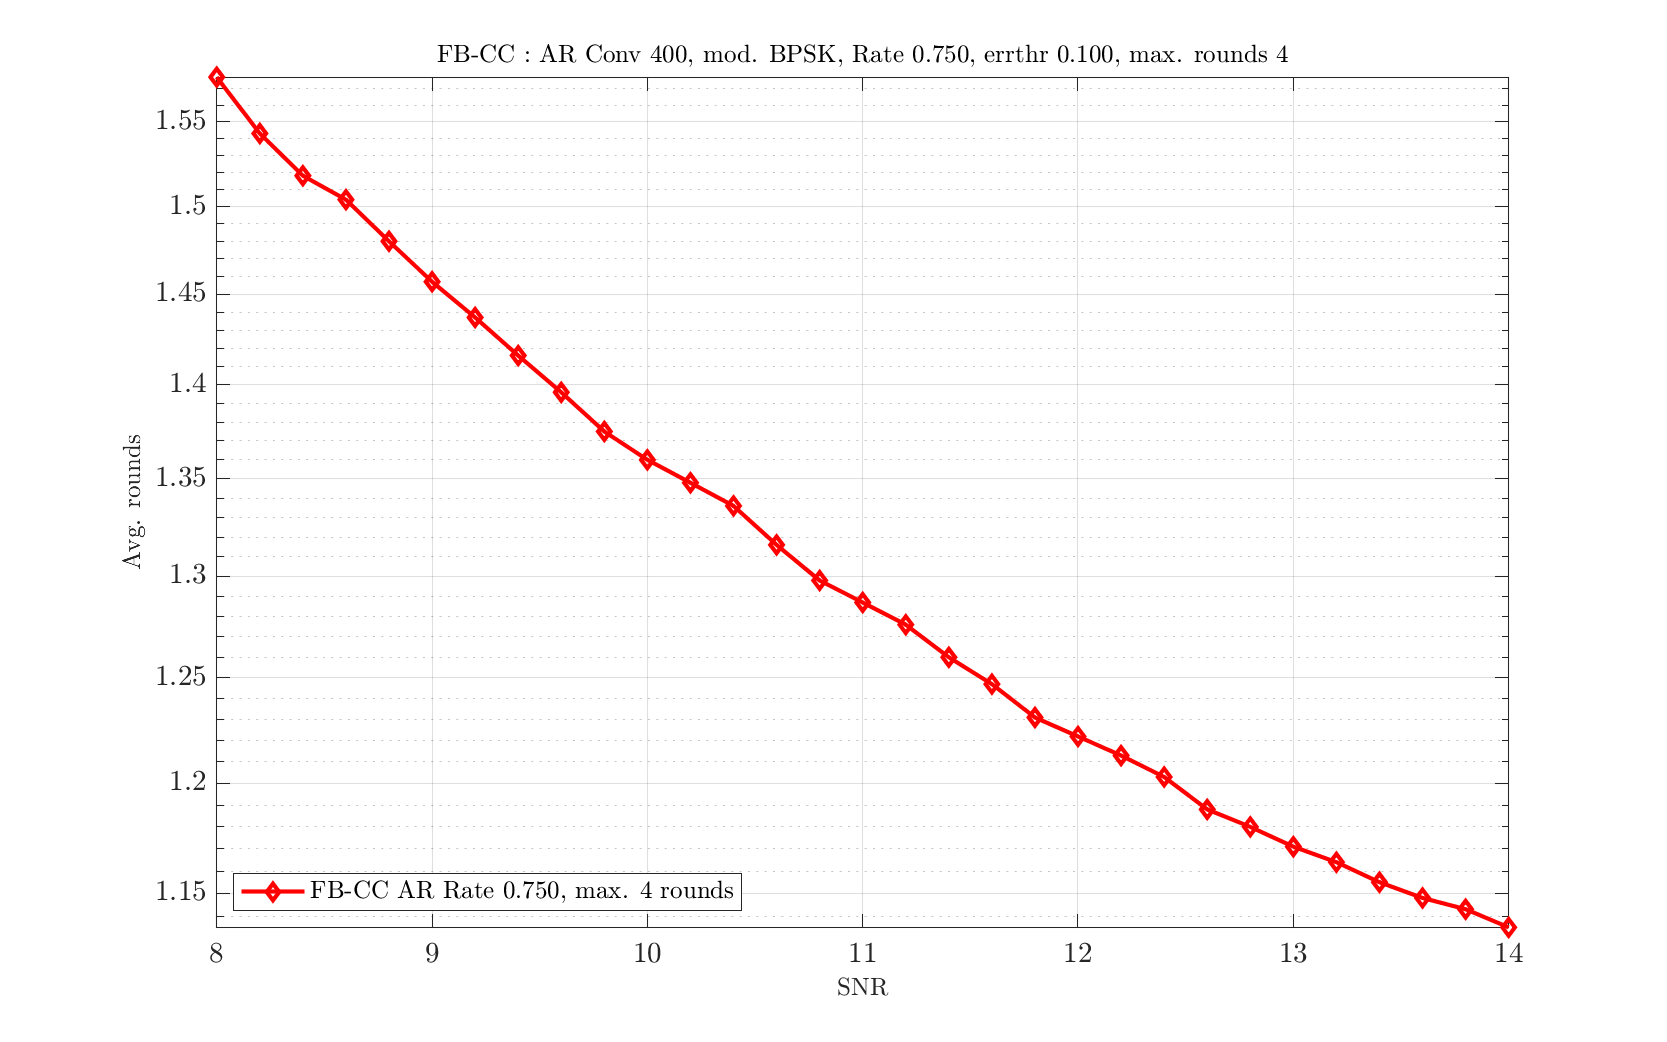 FB-CC : AR Conv 400, mod. BPSK, Rate 0.750, errthr 0.100, max. rounds 4
1.55
1.5
1.45
1.4
1.35
1.3
1.25
1.2
1.15
Avg. rounds
FB-CC AR Rate 0.750, max. 4 rounds
8 9 10 11 12 13 14
SNR